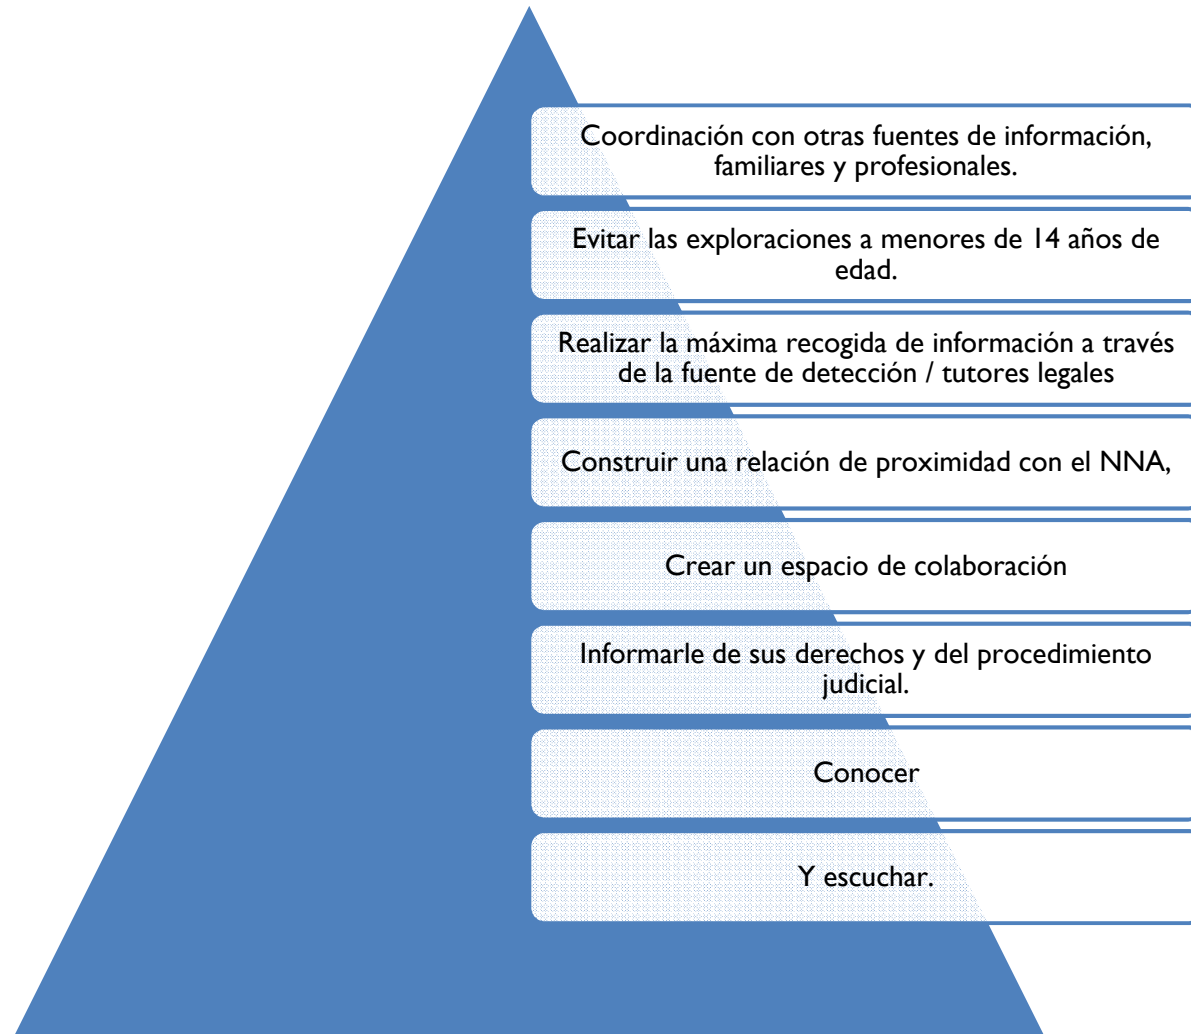 Coordinación con otras fuentes de información,
familiares y profesionales.
Evitar las exploraciones a menores de 14 años de
edad.
Realizar la máxima recogida de información a través
de la fuente de detección / tutores legales
Construir una relación de proximidad con el NNA,
Crear un espacio de colaboración
Informarle de sus derechos y del procedimiento
judicial.
Conocer
Y escuchar.